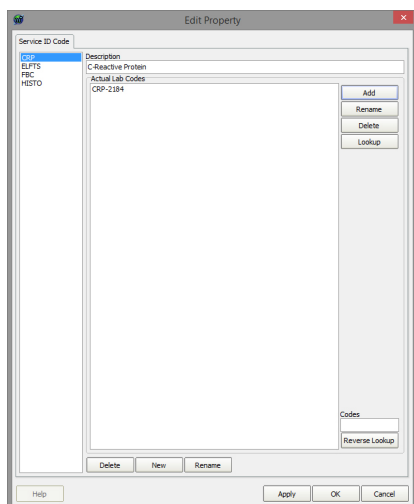 Edit Property
Service ID Code
CRP
ELFTS
FBC
HISTO
Description
C-Reactive Protein
Actual Lab Codes
CRP-2184
Add
Rename
Delete
Lookup
Codes
Reverse Lookup
Delete New Rename
Help Apply OK Cancel